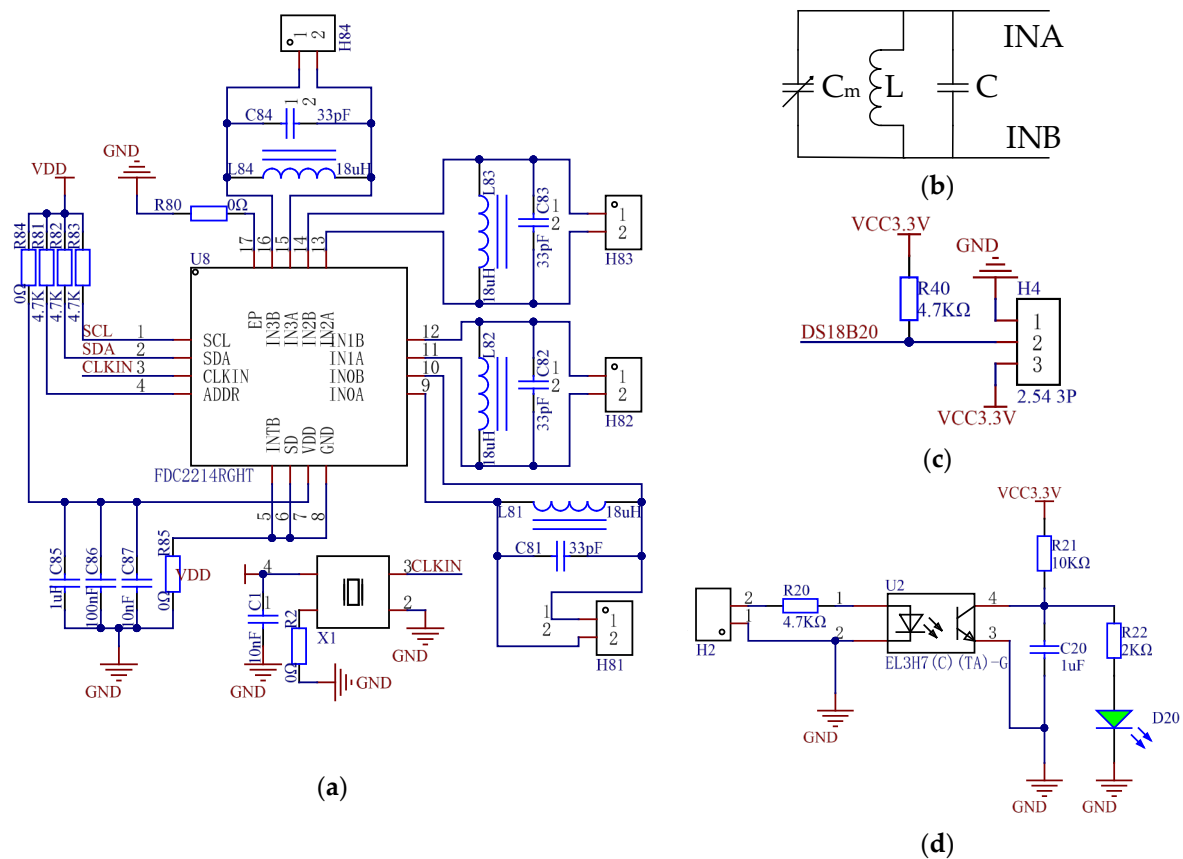 1 2
H84
1 2
C84 33pF
L84 18uH
GND
VDD
R80 0Ω
17 16 15 14 13
R84 R81 R82 R83
0Ω 4.7K 4.7K 4.7K
U8
EP IN3B IN3A IN2B IN2A
SCL 1 SCL
SDA 2 SDA
CLKIN 3 CLKIN
4 ADDR
IN1B 12
IN1A 11
IN0B 10
IN0A 9
INTB SD VDD GND
FDC2214RGHT
5 6 7 8
L83 C83
18uH 33pF
1
2
1
2
H83
L82 C82
18uH 33pF
1
2
1
2
H82
L81 18uH
C81 33pF
1
2
1
2
H81
C85 C86 C87 R85
1uF 100nF 10nF 0Ω
VDD
GND
4
3 CLKIN
2
C1 1
10nF
R2
0Ω
X1
GND
GND
GND
(a)
INA
Cm L C
INB
(b)
VCC3.3V
GND
R40
4.7KΩ
H4
DS18B20
1
2
3
VCC3.3V
2.54 3P
(c)
VCC3.3V
R21
10KΩ
H2
2
1
R20
4.7KΩ
1
2
U2
4
3
EL3H7(C)(TA)-G
C20
1uF
R22
2KΩ
D20
GND
GND
GND
(d)